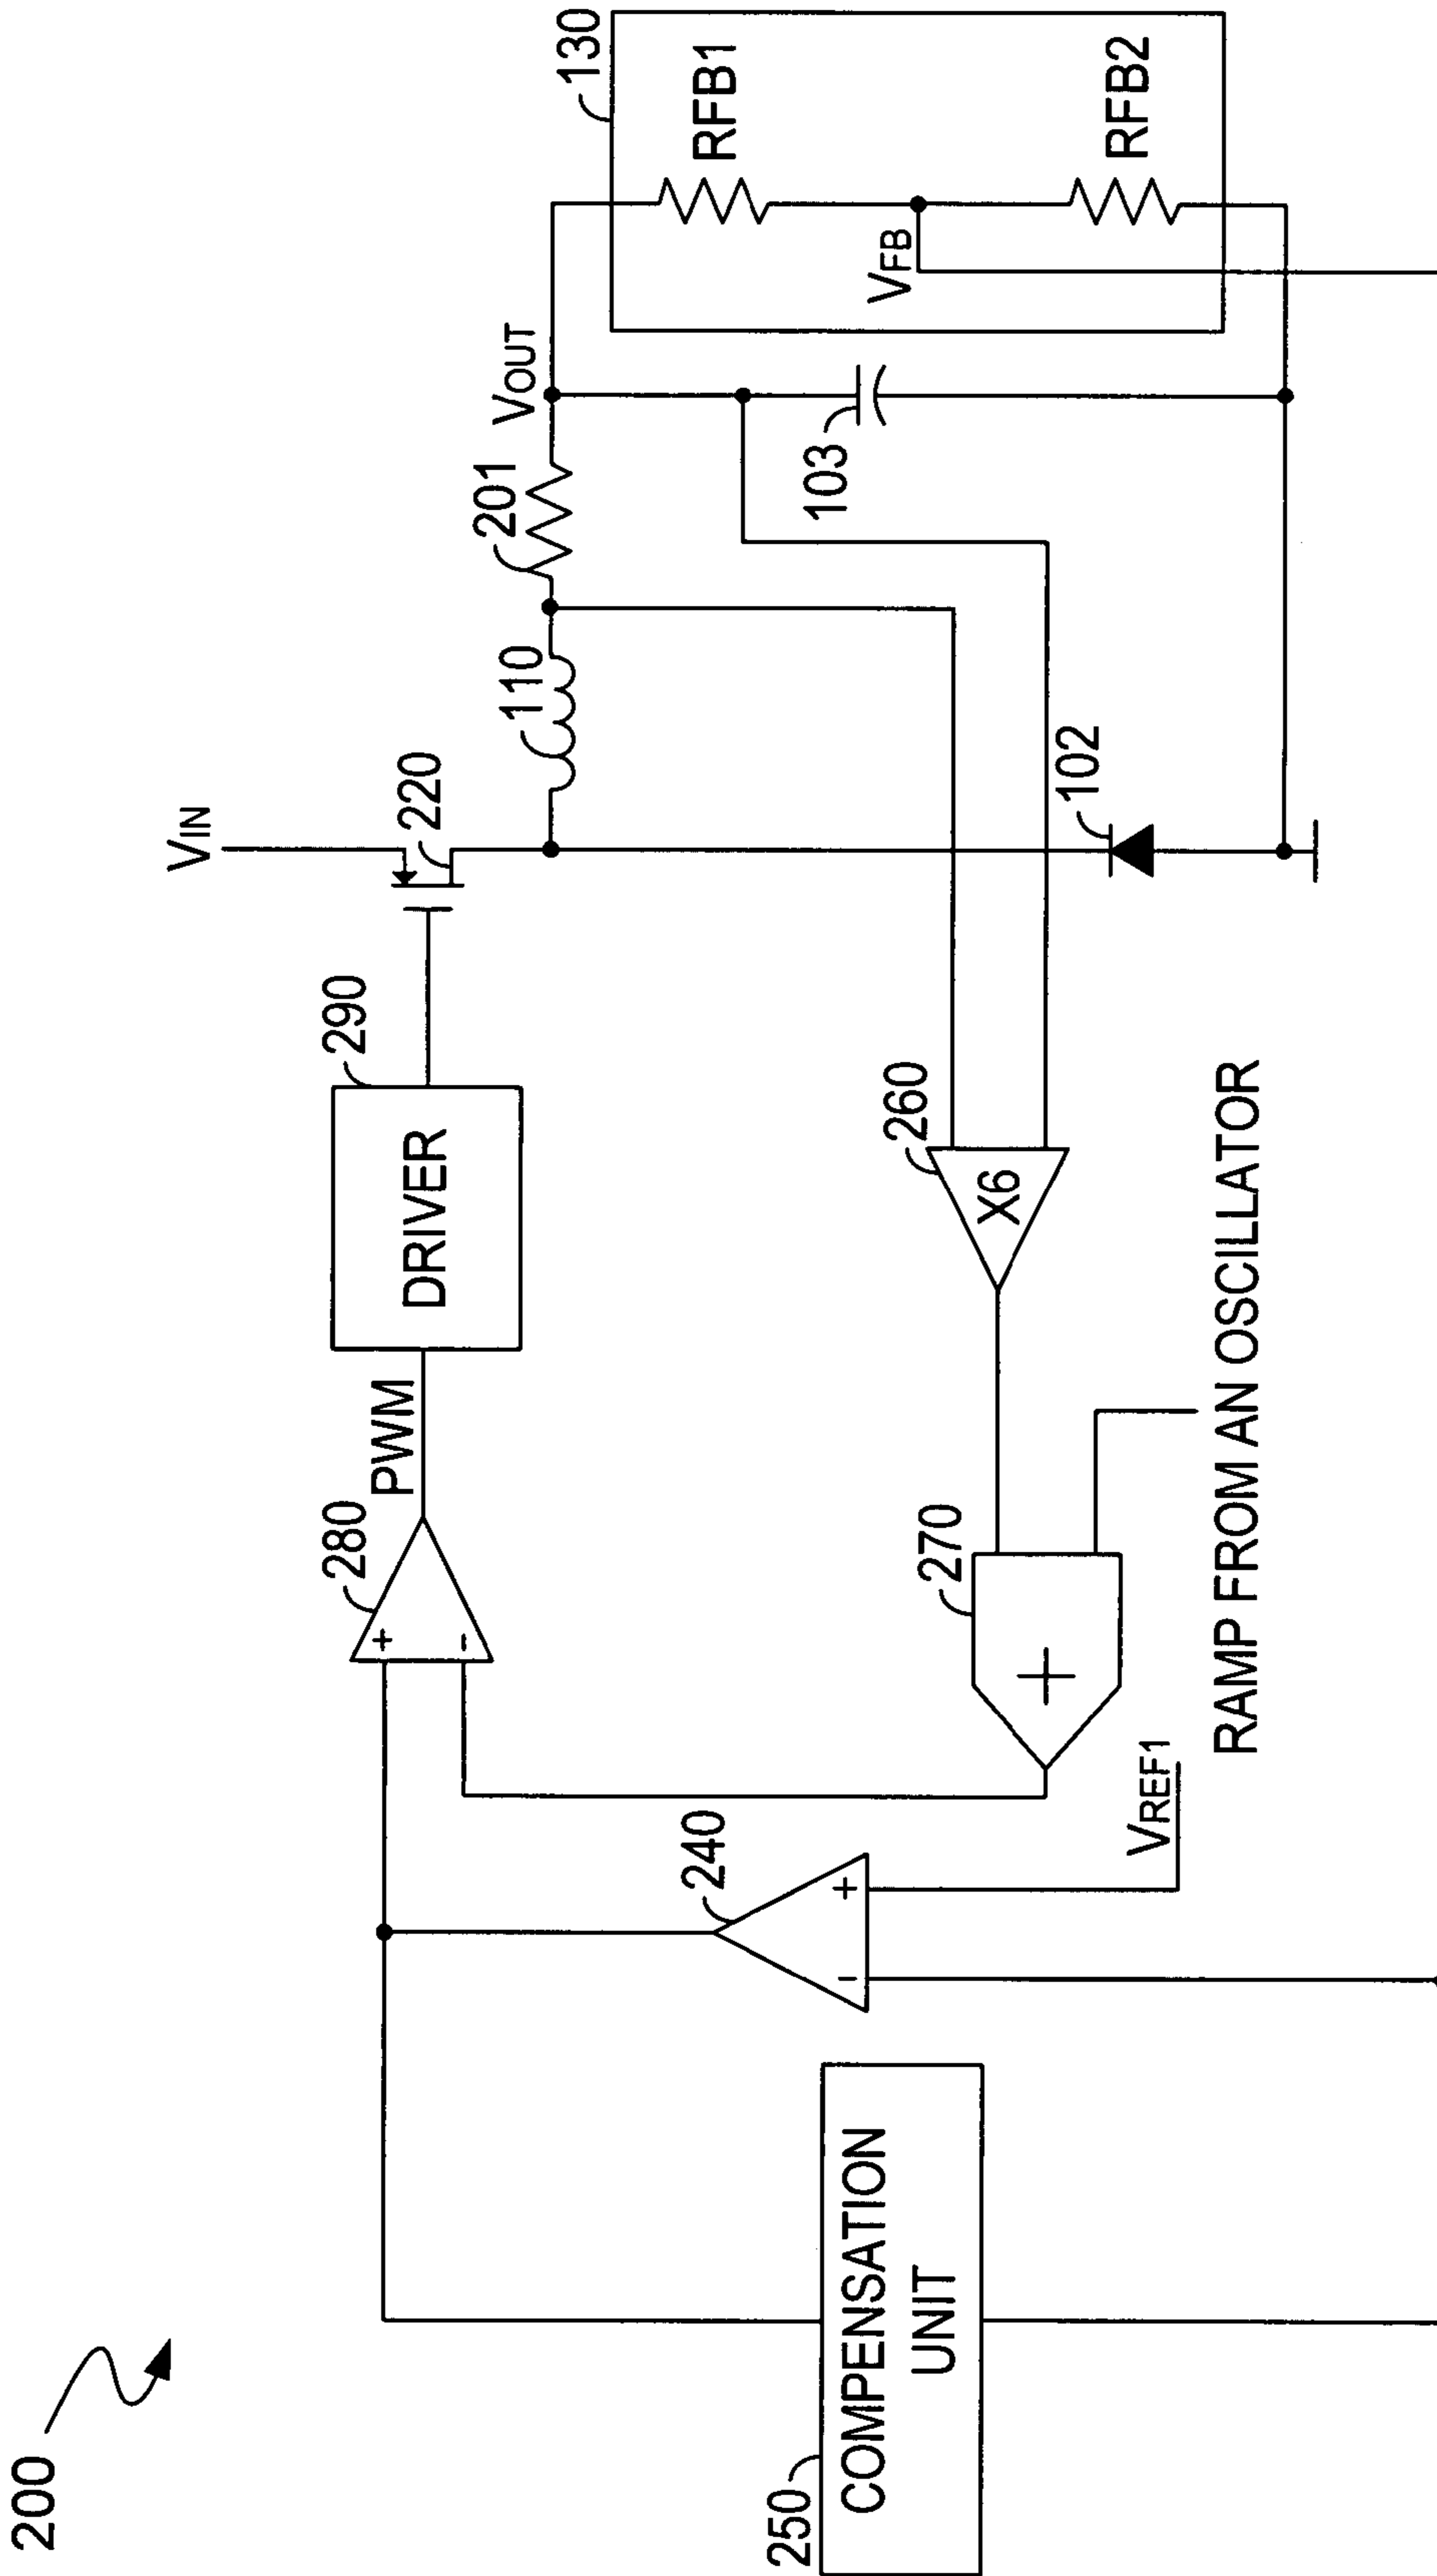 200
VIN
220
290
DRIVER
280
PWM
110
201
VOUT
130
RFB1
VFB
RFB2
103
102
260
X6
270
RAMP FROM AN OSCILLATOR
240
VREF1
250
COMPENSATION
UNIT
+
-
+
-
+